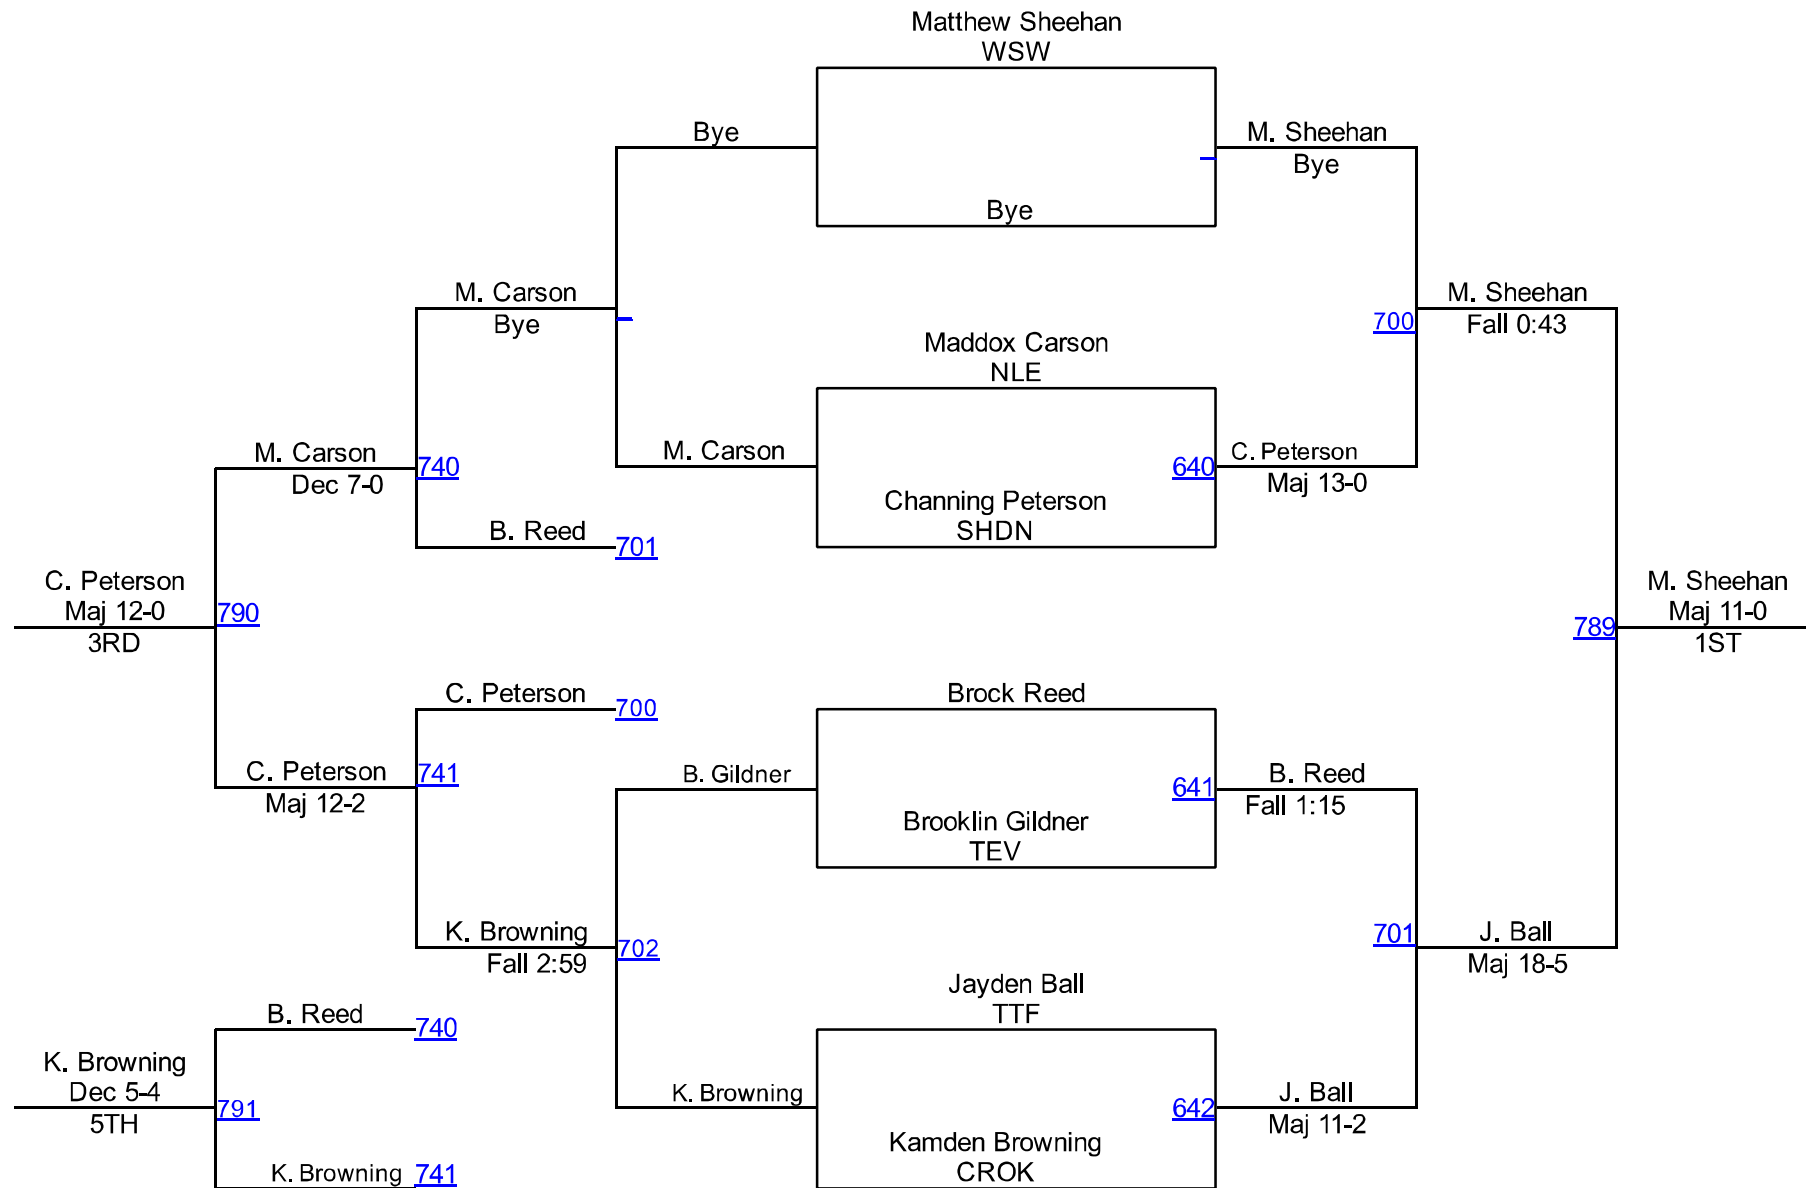 Matthew Sheehan
WSW
Bye
M. Sheehan
Bye
Bye
M. Carson
Bye
M. Sheehan
Fall 0:43
700
Maddox Carson
NLE
M. Carson
Dec 7-0
740
M. Carson
640
C. Peterson
Maj 13-0
Channing Peterson
SHDN
B. Reed
701
C. Peterson
Maj 12-0
3RD
790
789
M. Sheehan
Maj 11-0
1ST
C. Peterson
700
Brock Reed
C. Peterson
Maj 12-2
741
B. Gildner
641
B. Reed
Fall 1:15
Brooklin Gildner
TEV
K. Browning
Fall 2:59
702
701
J. Ball
Maj 18-5
Jayden Ball
TTF
B. Reed
740
K. Browning
Dec 5-4
5TH
791
K. Browning
642
J. Ball
Maj 11-2
Kamden Browning
CROK
K. Browning
741